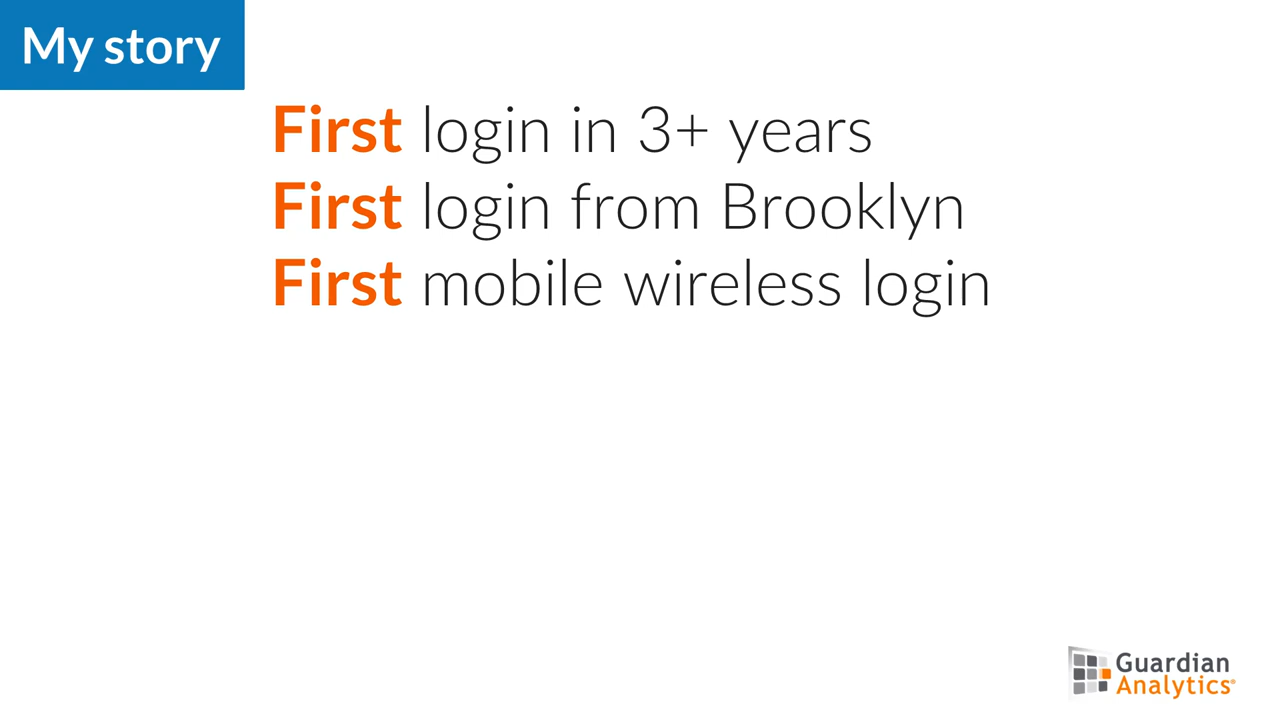 My story
First login in 3+ years
First login from Brooklyn
First mobile wireless login
Guardian
Analytics®